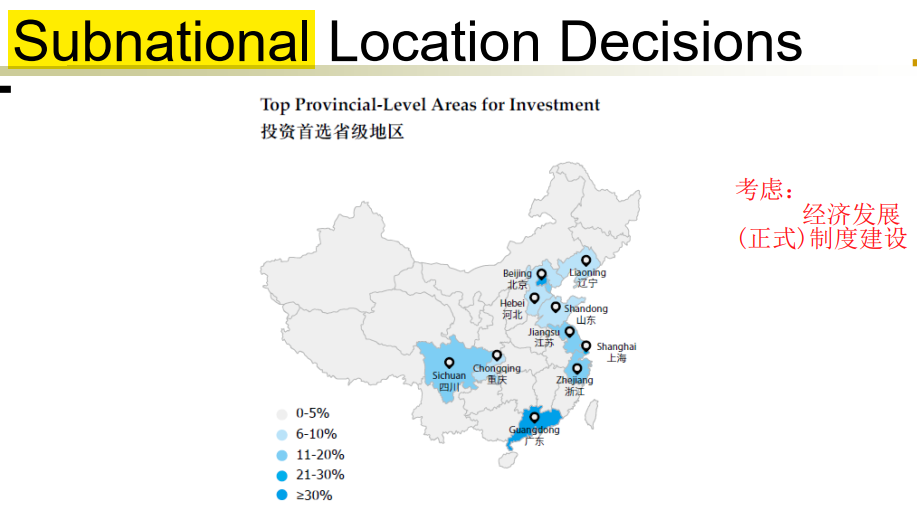 Subnational Location Decisions
Top Provincial-Level Areas for Investment
投资首选省级地区
考虑：
经济发展
(正式)制度建设
Beijing
北京
Liaoning
辽宁
Hebei
河北
Shandong
山东
Jiangsu
江苏
Shanghai
上海
Sichuan
四川
Chongqing
重庆
Zhejiang
浙江
Guangdong
广东
0-5%
6-10%
11-20%
21-30%
≥30%